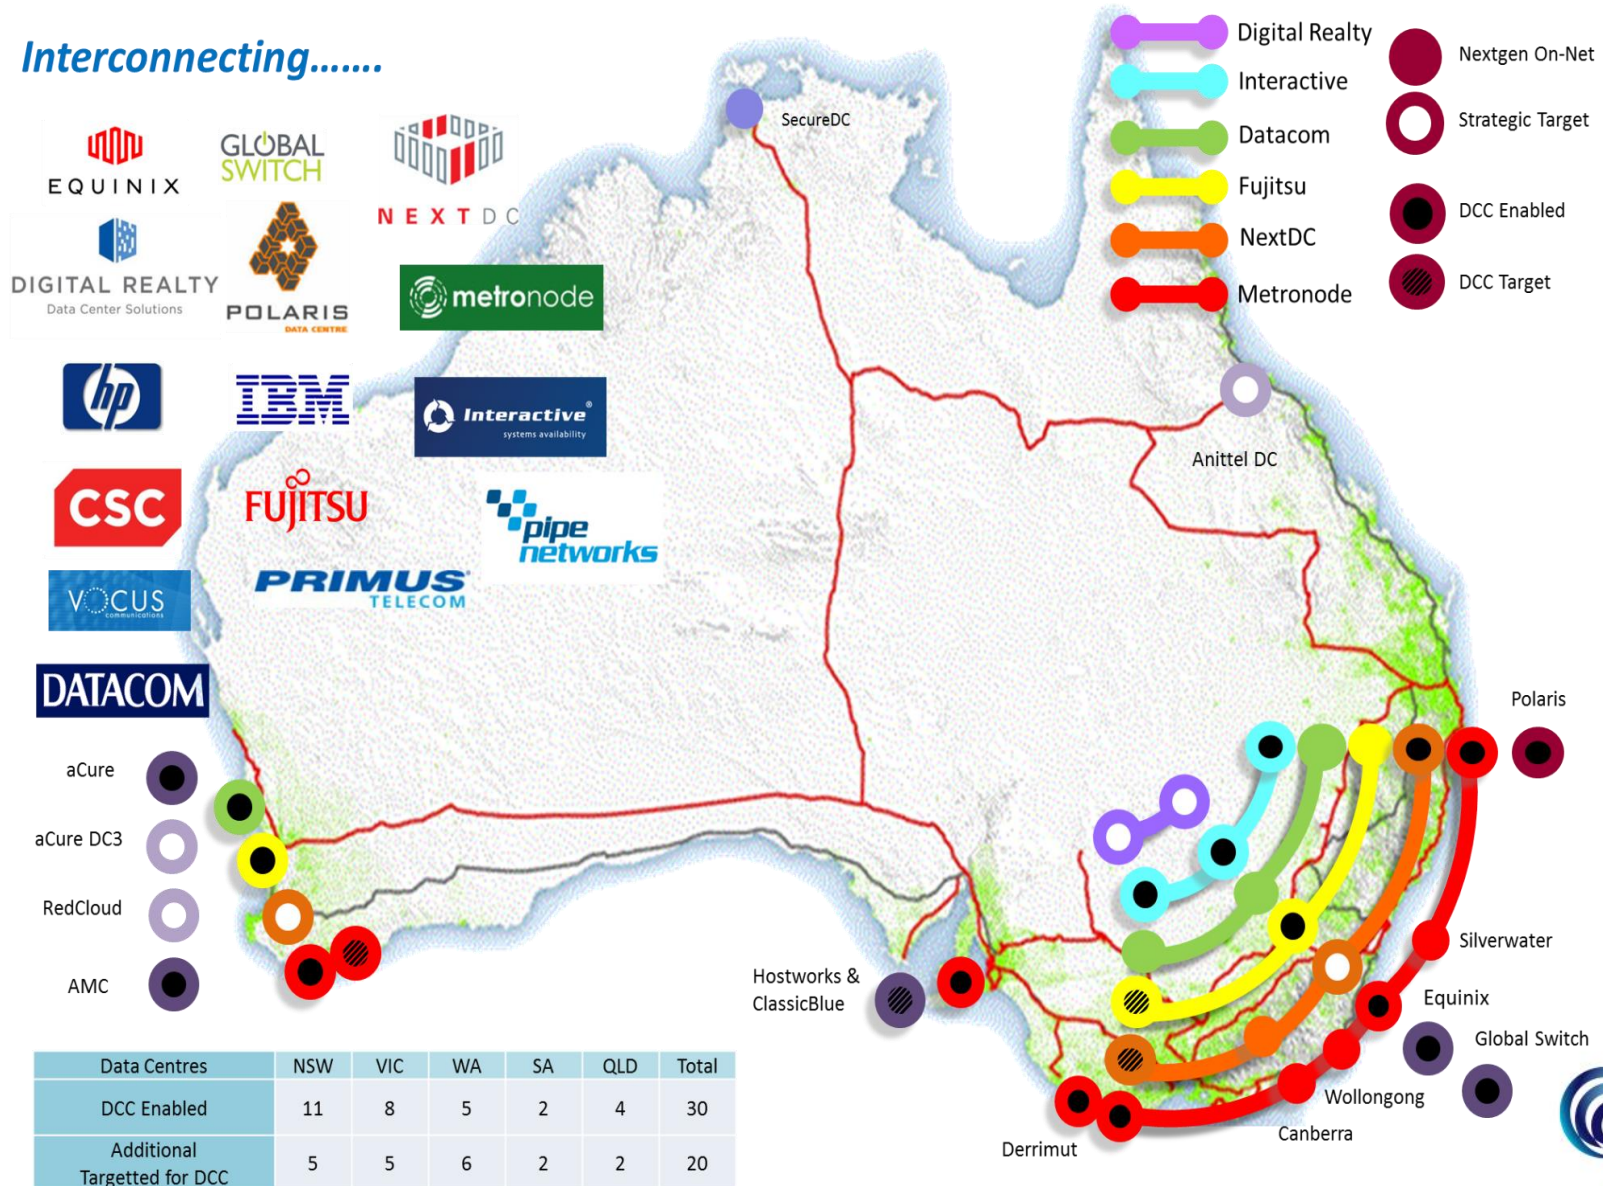 Interconnecting…….
EQUINIX
GLOBAL
SWITCH
NEXTDC
DIGITAL REALTY
Data Center Solutions
POLARIS
DATA CENTRE
metronode
hp
IBM
Interactive®
systems availability
CSC
FUJITSU
pipe
networks
VOCUS
communications
PRIMUS
TELECOM
DATACOM
SecureDC
Digital Realty
Interactive
Datacom
Fujitsu
NextDC
Metronode
Nextgen On-Net
Strategic Target
DCC Enabled
DCC Target
Anittel DC
Polaris
aCure
aCure DC3
RedCloud
AMC
Hostworks &
ClassicBlue
Silverwater
Equinix
Global Switch
Wollongong
Canberra
Derrimut
Data Centres NSW VIC WA SA QLD Total
DCC Enabled 11 8 5 2 4 30
Additional
Targetted for DCC 5 5 6 2 2 20